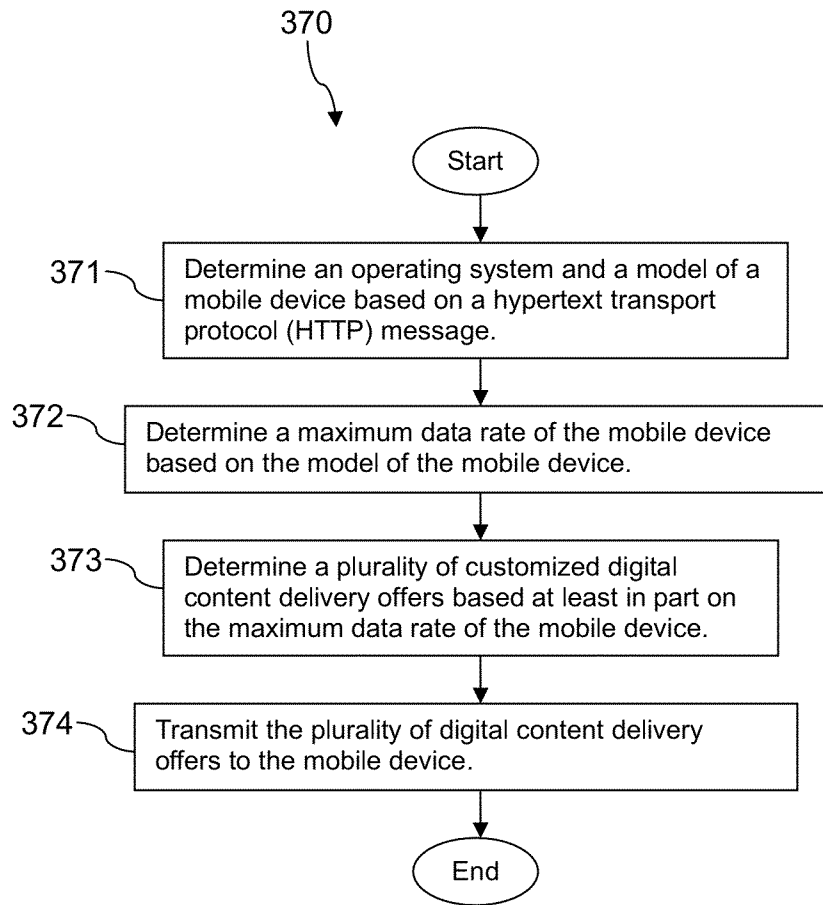 370
Start
371
Determine an operating system and a model of a
mobile device based on a hypertext transport
protocol (HTTP) message.
372
Determine a maximum data rate of the mobile device
based on the model of the mobile device.
373
Determine a plurality of customized digital
content delivery offers based at least in part on
the maximum data rate of the mobile device.
374
Transmit the plurality of digital content delivery
offers to the mobile device.
End